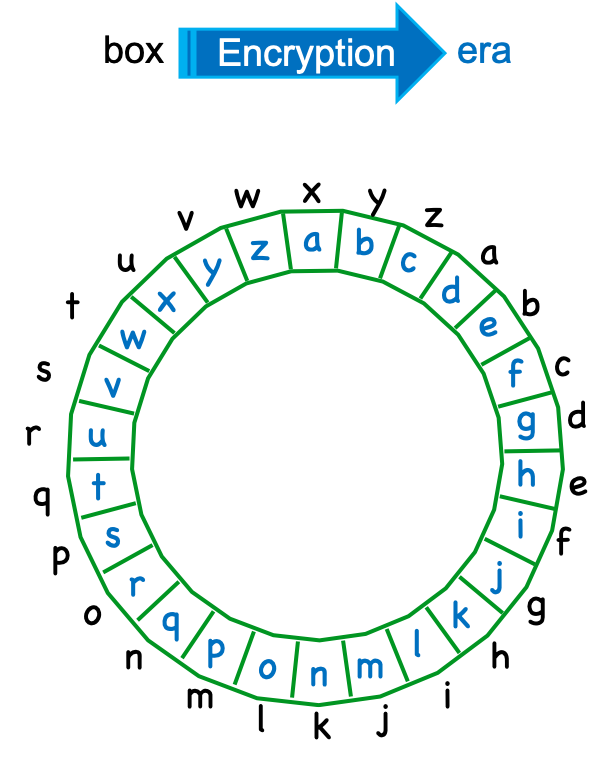 box Encryption era
x y z a b c d e f g h i j k l m n o p q r s t u v w
a b c d e f g h i j k l m n o p q r s t u v w x y z